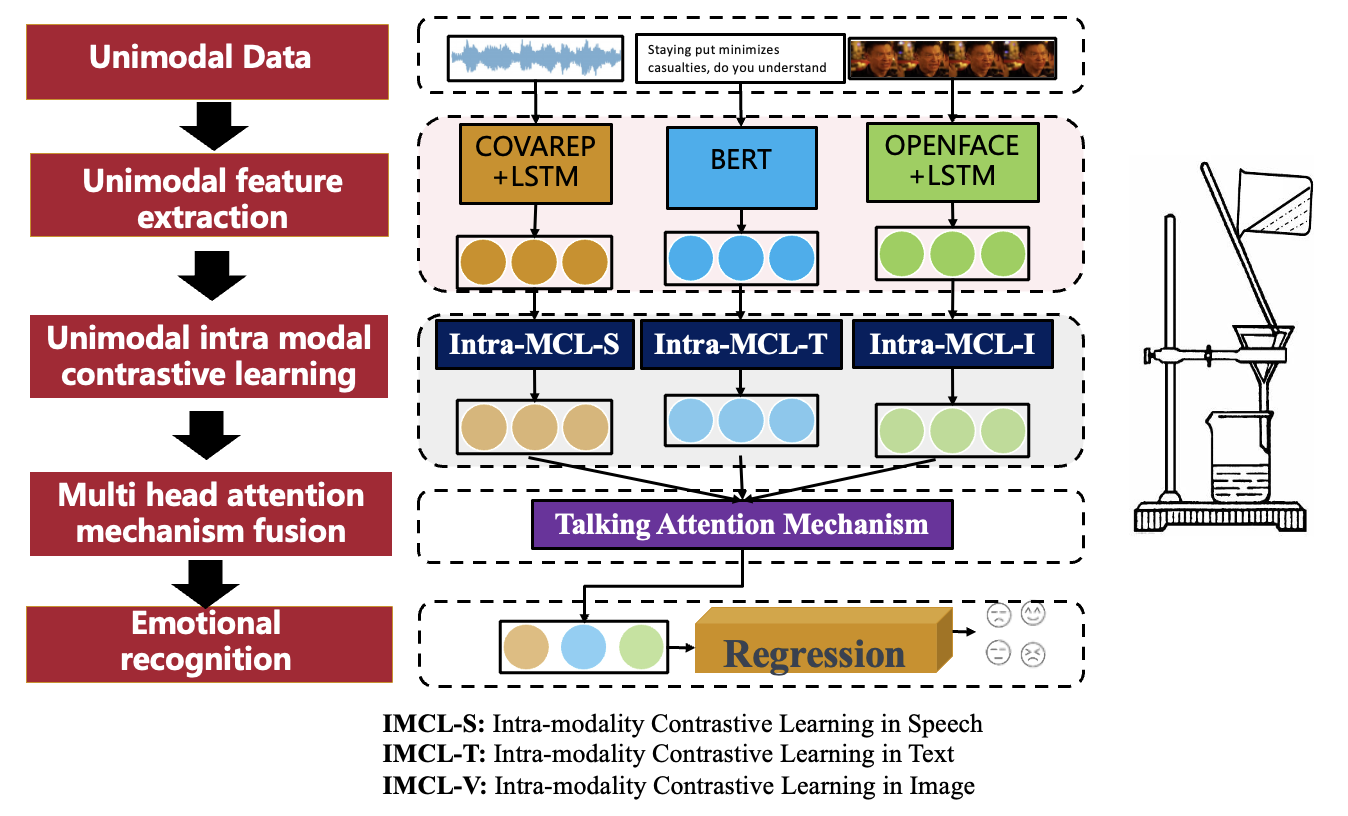 Unimodal Data
Staying put minimizes
casualties, do you understand
Unimodal feature
extraction
COVAREP
+LSTM
BERT
OPENFACE
+LSTM
Unimodal intra modal
contrastive learning
Intra-MCL-S
Intra-MCL-T
Intra-MCL-I
Multi head attention
mechanism fusion
Talking Attention Mechanism
Emotional
recognition
Regression
IMCL-S: Intra-modality Contrastive Learning in Speech
IMCL-T: Intra-modality Contrastive Learning in Text
IMCL-V: Intra-modality Contrastive Learning in Image